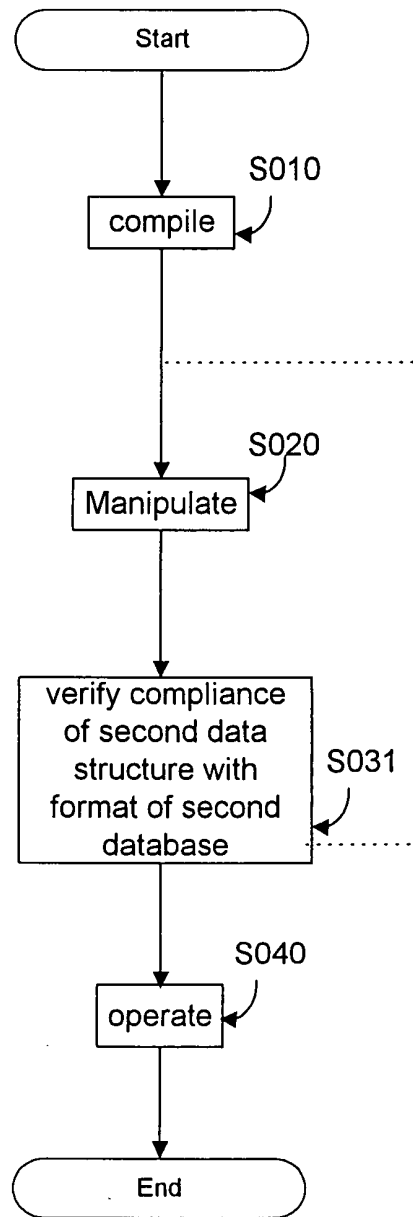 Start
S010
compile
S020
Manipulate
verify compliance
of second data
structure with
format of second
database
S031
S040
operate
End